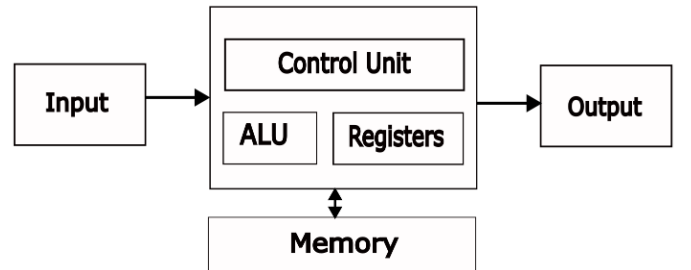 Control Unit
Input
Output
ALU
Registers
Memory